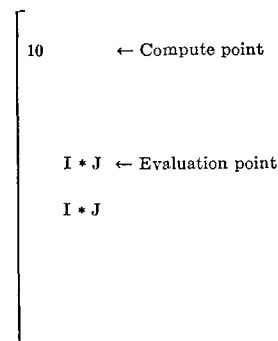 10 ← Compute point
I * J ← Evaluation point
I * J